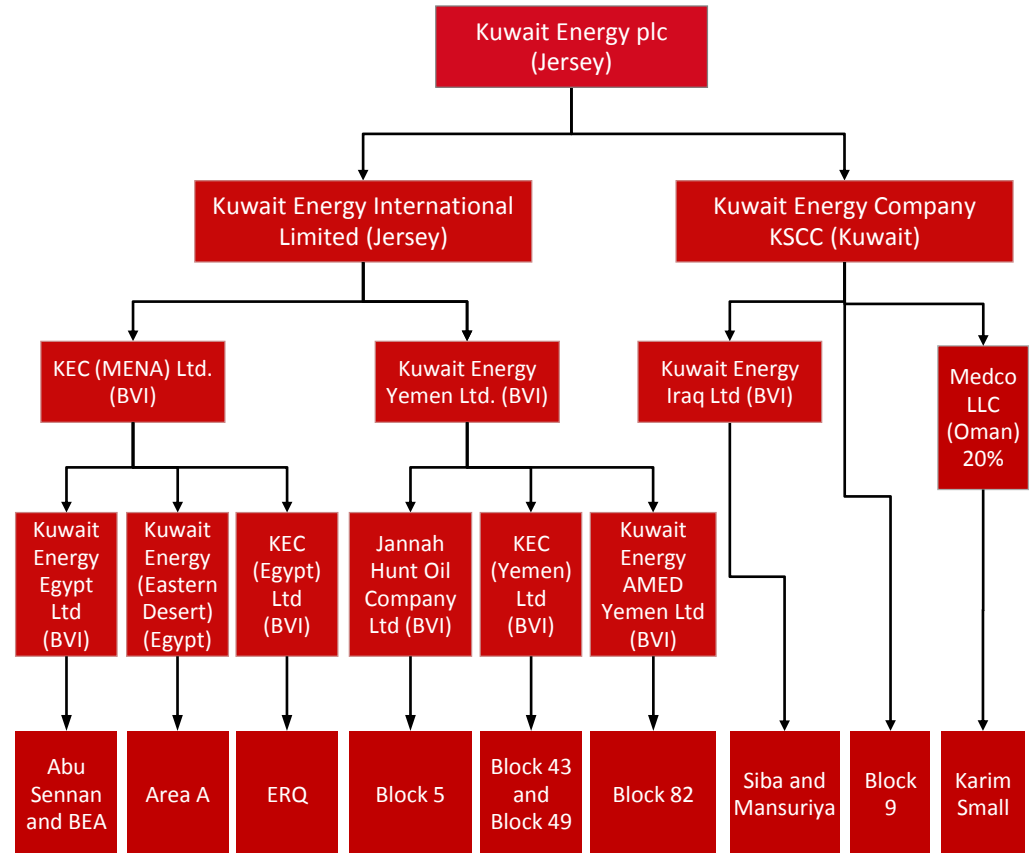 Kuwait Energy plc
(Jersey)
Kuwait Energy International
Limited (Jersey)
Kuwait Energy Company
KSCC (Kuwait)
KEC (MENA) Ltd.
(BVI)
Kuwait Energy
Yemen Ltd. (BVI)
Kuwait Energy
Iraq Ltd (BVI)
Medco
LLC
(Oman)
20%
Kuwait
Energy
Egypt
Ltd
(BVI)
Kuwait
Energy
(Eastern
Desert)
(Egypt)
KEC
(Egypt)
Ltd
(BVI)
Jannah
Hunt Oil
Company
Ltd (BVI)
KEC
(Yemen)
Ltd
(BVI)
Kuwait
Energy
AMED
Yemen Ltd
(BVI)
Abu
Sennan
and BEA
Area A
ERQ
Block 5
Block 43
and
Block 49
Block 82
Siba and
Mansuriya
Block
9
Karim
Small